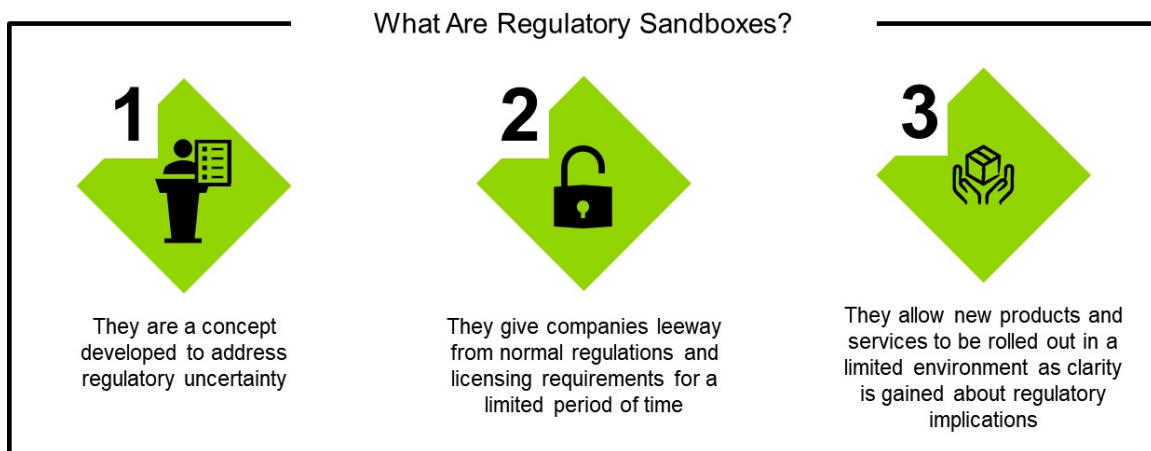 What Are Regulatory Sandboxes?
1
They are a concept
developed to address
regulatory uncertainty
2
They give companies leeway
from normal regulations and
licensing requirements for a
limited period of time
3
They allow new products and
services to be rolled out in a
limited environment as clarity
is gained about regulatory
implications